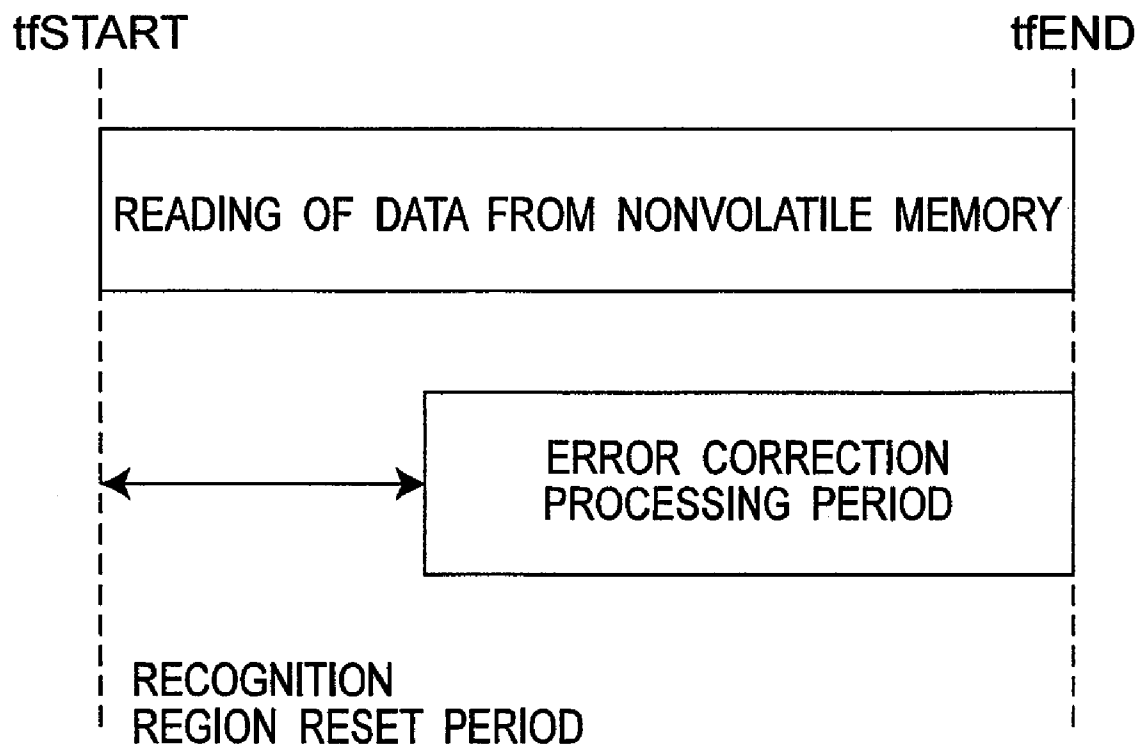 tfSTART
tfEND
READING OF DATA FROM NONVOLATILE MEMORY
ERROR CORRECTION
PROCESSING PERIOD
RECOGNITION
REGION RESET PERIOD